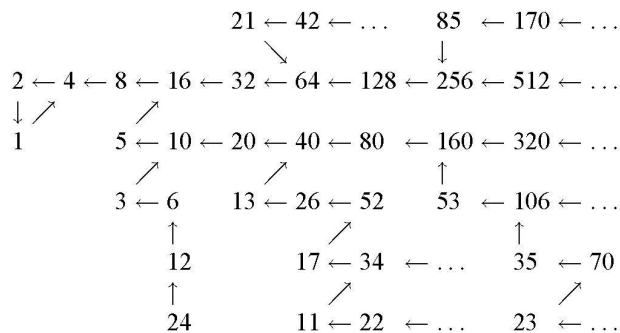 21 ← 42 ← ... 85 ← 170 ← ...
↘ ↓
2 ← 4 ← 8 ← 16 ← 32 ← 64 ← 128 ← 256 ← 512 ← ...
↓ ↗ ↗
1 5 ← 10 ← 20 ← 40 ← 80 ← 160 ← 320 ← ...
↗ ↗ ↑
3 ← 6 13 ← 26 ← 52 53 ← 106 ← ...
↑ ↗ ↑
12 17 ← 34 ← ... 35 ← 70
↑ ↗ ↗
24 11 ← 22 ← ... 23 ← ...